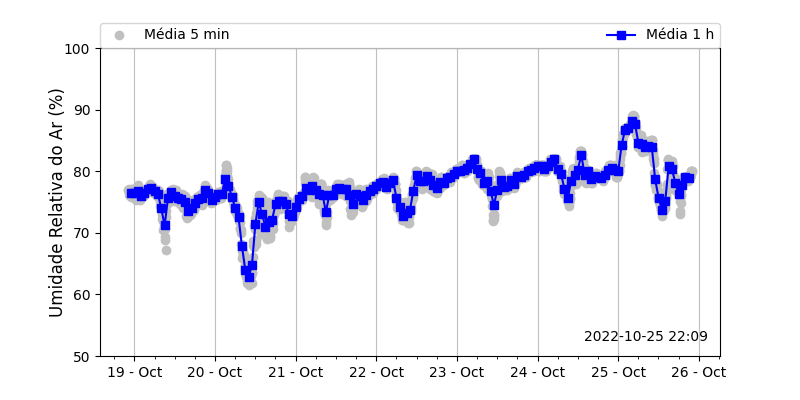 Média 5 min
Média 1 h
Umidade Relativa do Ar (%)
100
90
80
70
60
50
2022-10-25 22:09
19 - Oct
20 - Oct
21 - Oct
22 - Oct
23 - Oct
24 - Oct
25 - Oct
26 - Oct